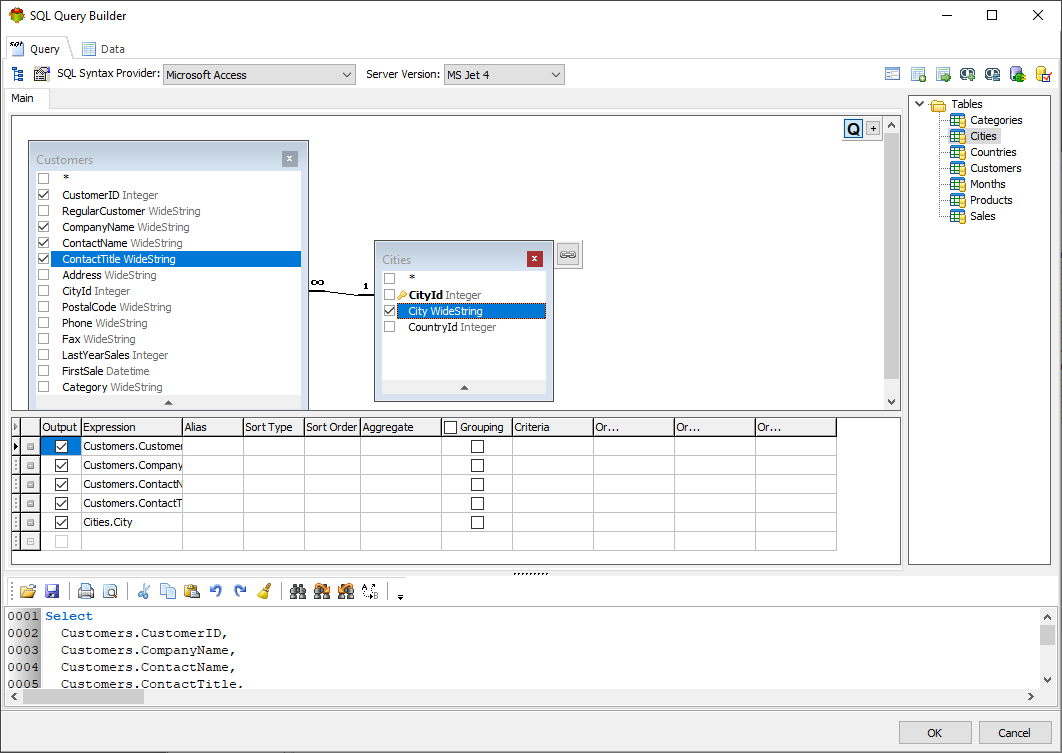 SQL Query Builder
Query Data
SQL Syntax Provider: Microsoft Access Server Version: MS Jet 4
Main
Q +
Customers
*
CustomerID Integer
RegularCustomer WideString
CompanyName WideString
ContactName WideString
ContactTitle WideString
Address WideString
CityId Integer
PostalCode WideString
Phone WideString
Fax WideString
LastYearSales Integer
FirstSale Datetime
Category WideString
∞ 1
Cities
*
CityId Integer
City WideString
CountryId Integer
Tables
Categories
Cities
Countries
Customers
Months
Products
Sales
Output Expression Alias Sort Type Sort Order Aggregate Grouping Criteria Or... Or... Or...
Customers.Customer
Customers.Company
Customers.ContactN
Customers.ContactT
Cities.City
0001 Select
0002 Customers.CustomerID,
0003 Customers.CompanyName,
0004 Customers.ContactName,
0005 Customers.ContactTitle,
OK Cancel